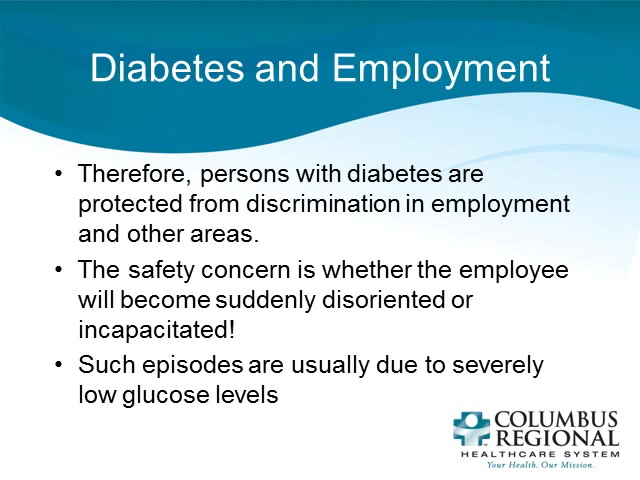 Diabetes and Employment
• Therefore, persons with diabetes are
protected from discrimination in employment
and other areas.
• The safety concern is whether the employee
will become suddenly disoriented or
incapacitated!
• Such episodes are usually due to severely
low glucose levels
COLUMBUS
REGIONAL
HEALTHCARE SYSTEM
Your Health. Our Mission.